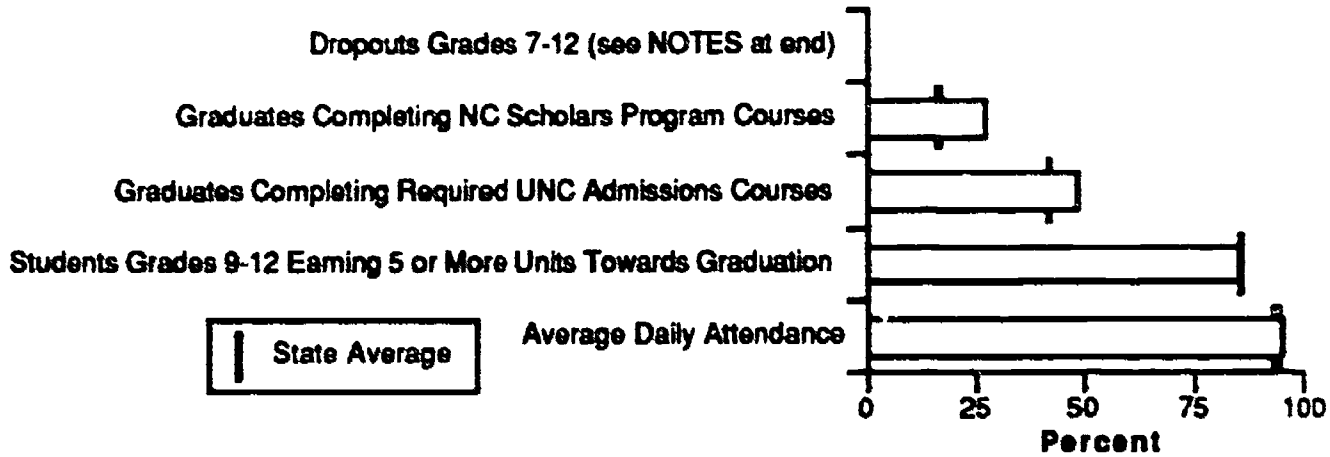 Dropouts Grades 7-12 (see NOTES at end)
Graduates Completing NC Scholars Program Courses
Graduates Completing Required UNC Admissions Courses
Students Grades 9-12 Earning 5 or More Units Towards Graduation
Average Daily Attendance
State Average
0 25 50 75 100
Percent